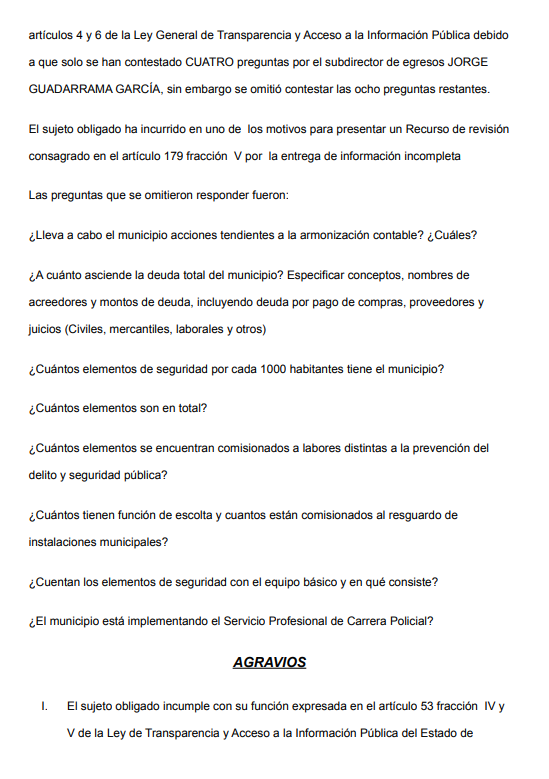 artículos 4 y 6 de la Ley General de Transparencia y Acceso a la Información Pública debido
a que solo se han contestado CUATRO preguntas por el subdirector de egresos JORGE
GUADARRAMA GARCÍA, sin embargo se omitió contestar las ocho preguntas restantes.
El sujeto obligado ha incurrido en uno de los motivos para presentar un Recurso de revisión
consagrado en el artículo 179 fracción V por la entrega de información incompleta
Las preguntas que se omitieron responder fueron:
¿Lleva a cabo el municipio acciones tendientes a la armonización contable? ¿Cuáles?
¿A cuánto asciende la deuda total del municipio? Especificar conceptos, nombres de
acreedores y montos de deuda, incluyendo deuda por pago de compras, proveedores y
juicios (Civiles, mercantiles, laborales y otros)
¿Cuántos elementos de seguridad por cada 1000 habitantes tiene el municipio?
¿Cuántos elementos son en total?
¿Cuántos elementos se encuentran comisionados a labores distintas a la prevención del
delito y seguridad pública?
¿Cuántos tienen función de escolta y cuantos están comisionados al resguardo de
instalaciones municipales?
¿Cuentan los elementos de seguridad con el equipo básico y en qué consiste?
¿El municipio está implementando el Servicio Profesional de Carrera Policial?
AGRAVIOS
I. El sujeto obligado incumple con su función expresada en el artículo 53 fracción IV y
V de la Ley de Transparencia y Acceso a la Información Pública del Estado de